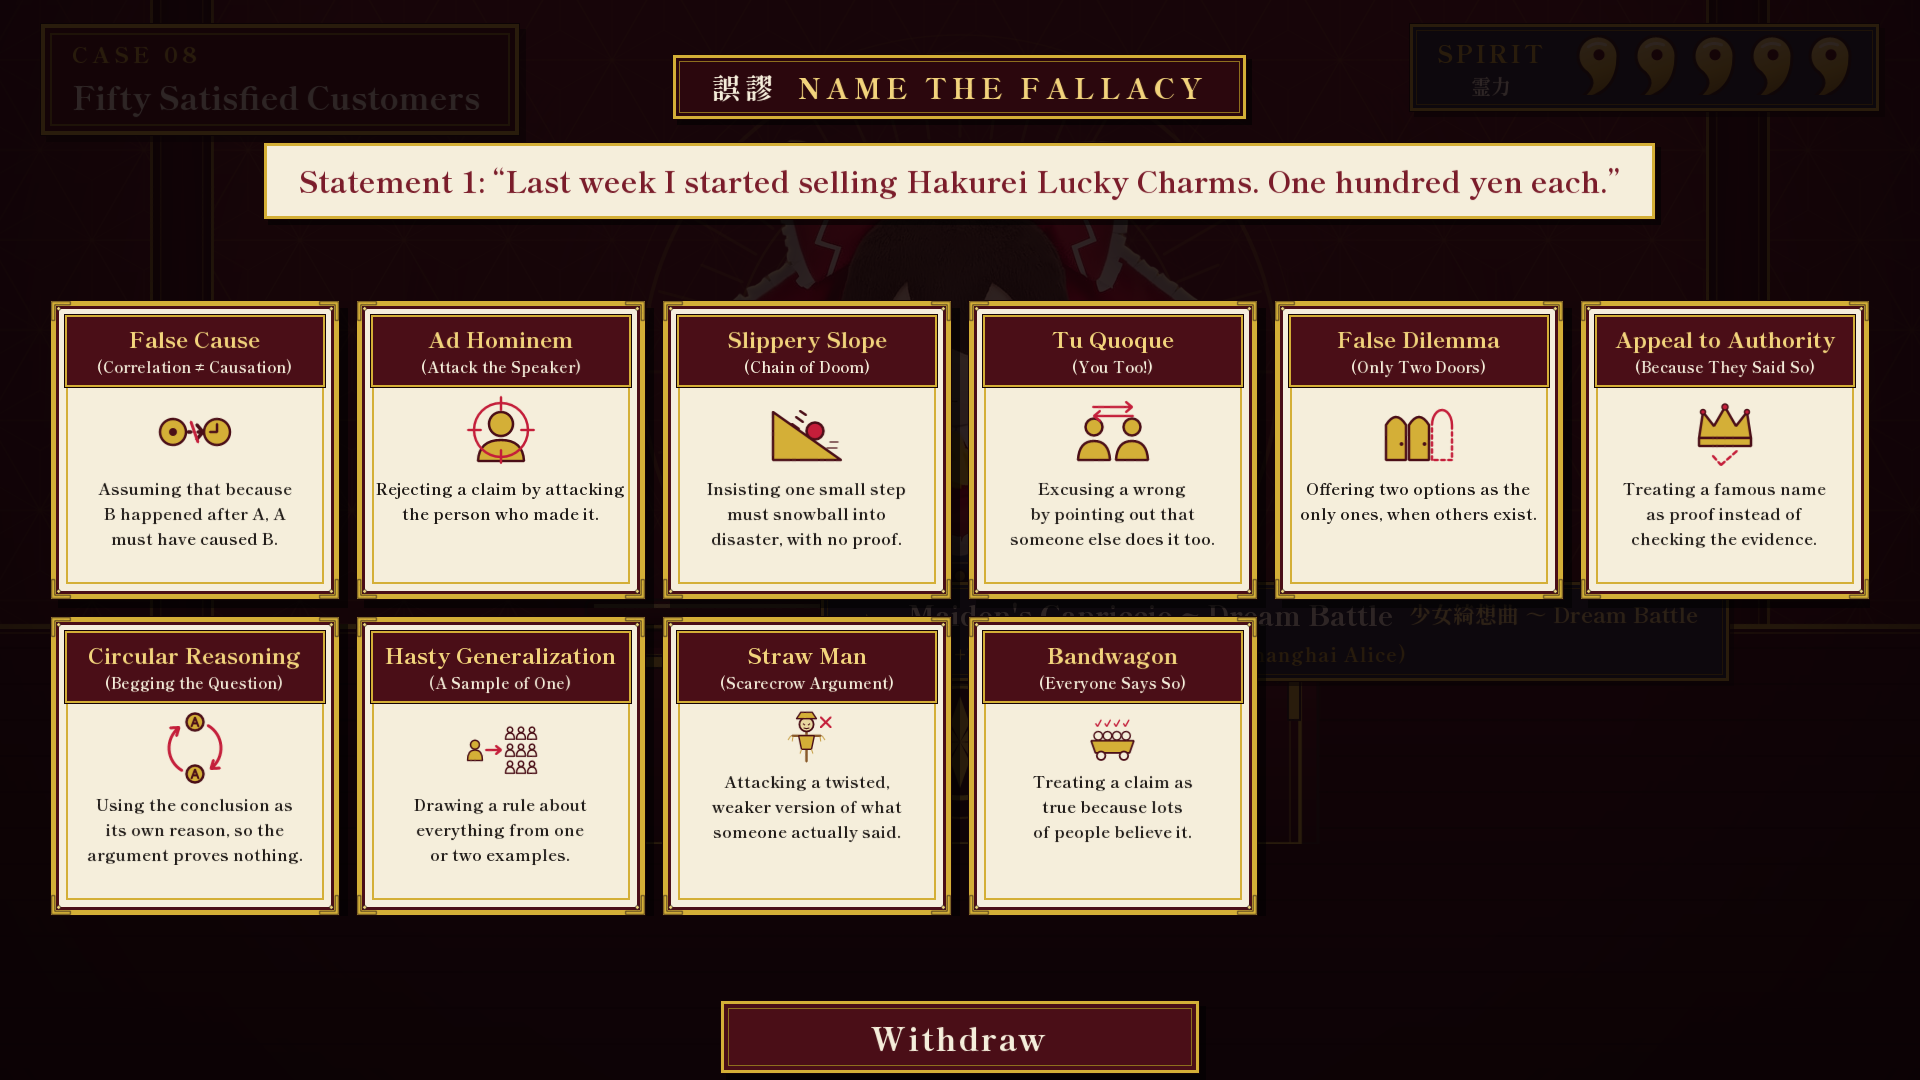 CASE 08
Fifty Satisfied Customers
誤謬 NAME THE FALLACY
SPIRIT
霊力
Statement 1: “Last week I started selling Hakurei Lucky Charms. One hundred yen each.”
False Cause
(Correlation ≠ Causation)
Assuming that because
B happened after A, A
must have caused B.
Ad Hominem
(Attack the Speaker)
Rejecting a claim by attacking
the person who made it.
Slippery Slope
(Chain of Doom)
Insisting one small step
must snowball into
disaster, with no proof.
Tu Quoque
(You Too!)
Excusing a wrong
by pointing out that
someone else does it too.
False Dilemma
(Only Two Doors)
Offering two options as the
only ones, when others exist.
Appeal to Authority
(Because They Said So)
Treating a famous name
as proof instead of
checking the evidence.
Maiden's Capriccio ~ Dream Battle 少女綺想曲 ～ Dream Battle
Shanghai Alice)
Circular Reasoning
(Begging the Question)
A
A
Using the conclusion as
its own reason, so the
argument proves nothing.
Hasty Generalization
(A Sample of One)
Drawing a rule about
everything from one
or two examples.
Straw Man
(Scarecrow Argument)
Attacking a twisted,
weaker version of what
someone actually said.
Bandwagon
(Everyone Says So)
Treating a claim as
true because lots
of people believe it.
Withdraw